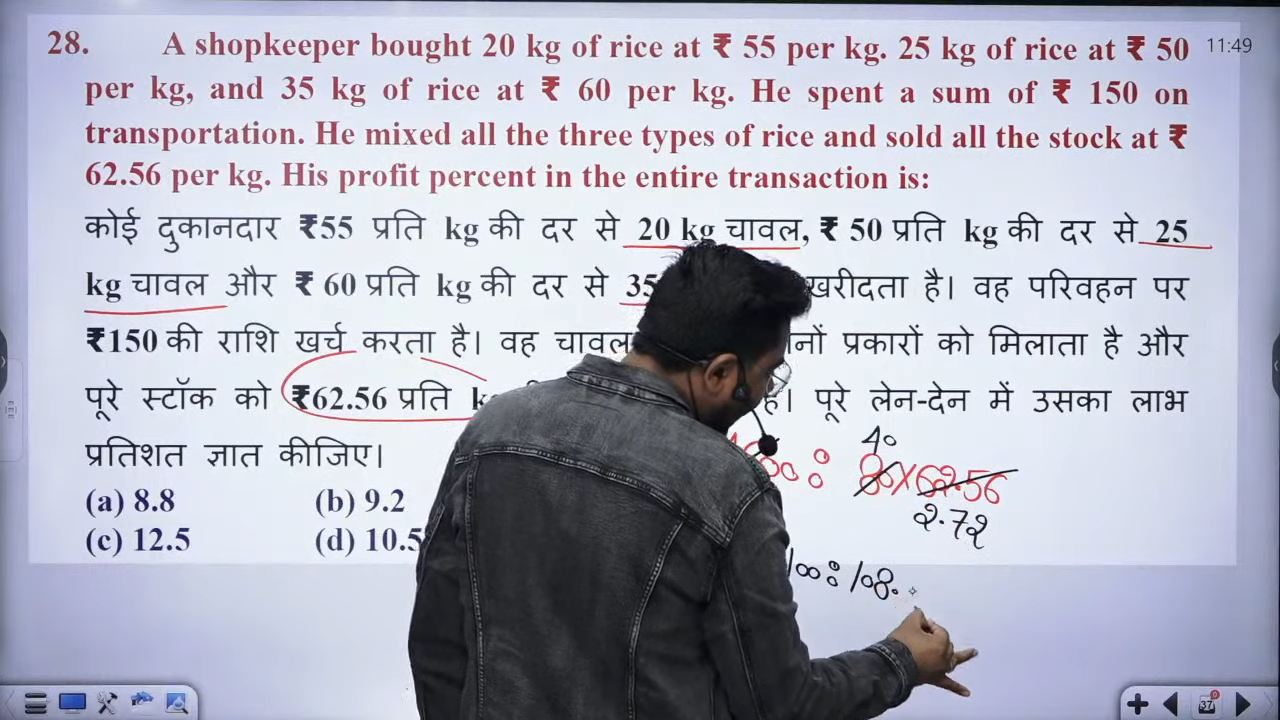 28. A shopkeeper bought 20 kg of rice at ₹ 55 per kg. 25 kg of rice at ₹ 50
11:49
per kg, and 35 kg of rice at ₹ 60 per kg. He spent a sum of ₹ 150 on
transportation. He mixed all the three types of rice and sold all the stock at ₹
62.56 per kg. His profit percent in the entire transaction is:
कोई दुकानदार ₹55 प्रति kg की दर से 20 kg चावल, ₹ 50 प्रति kg की दर से 25
kg चावल और ₹ 60 प्रति kg की दर से 35 खरीदता है। वह परिवहन पर
₹150 की राशि खर्च करता है। वह चावल प्रकारों को मिलाता है और
पूरे स्टॉक को ₹62.56 प्रति है। पूरे लेन-देन में उसका लाभ
प्रतिशत ज्ञात कीजिए।
40
80×62.56
2.72
(a) 8.8 (b) 9.2
(c) 12.5 (d) 10.5
100: 108.